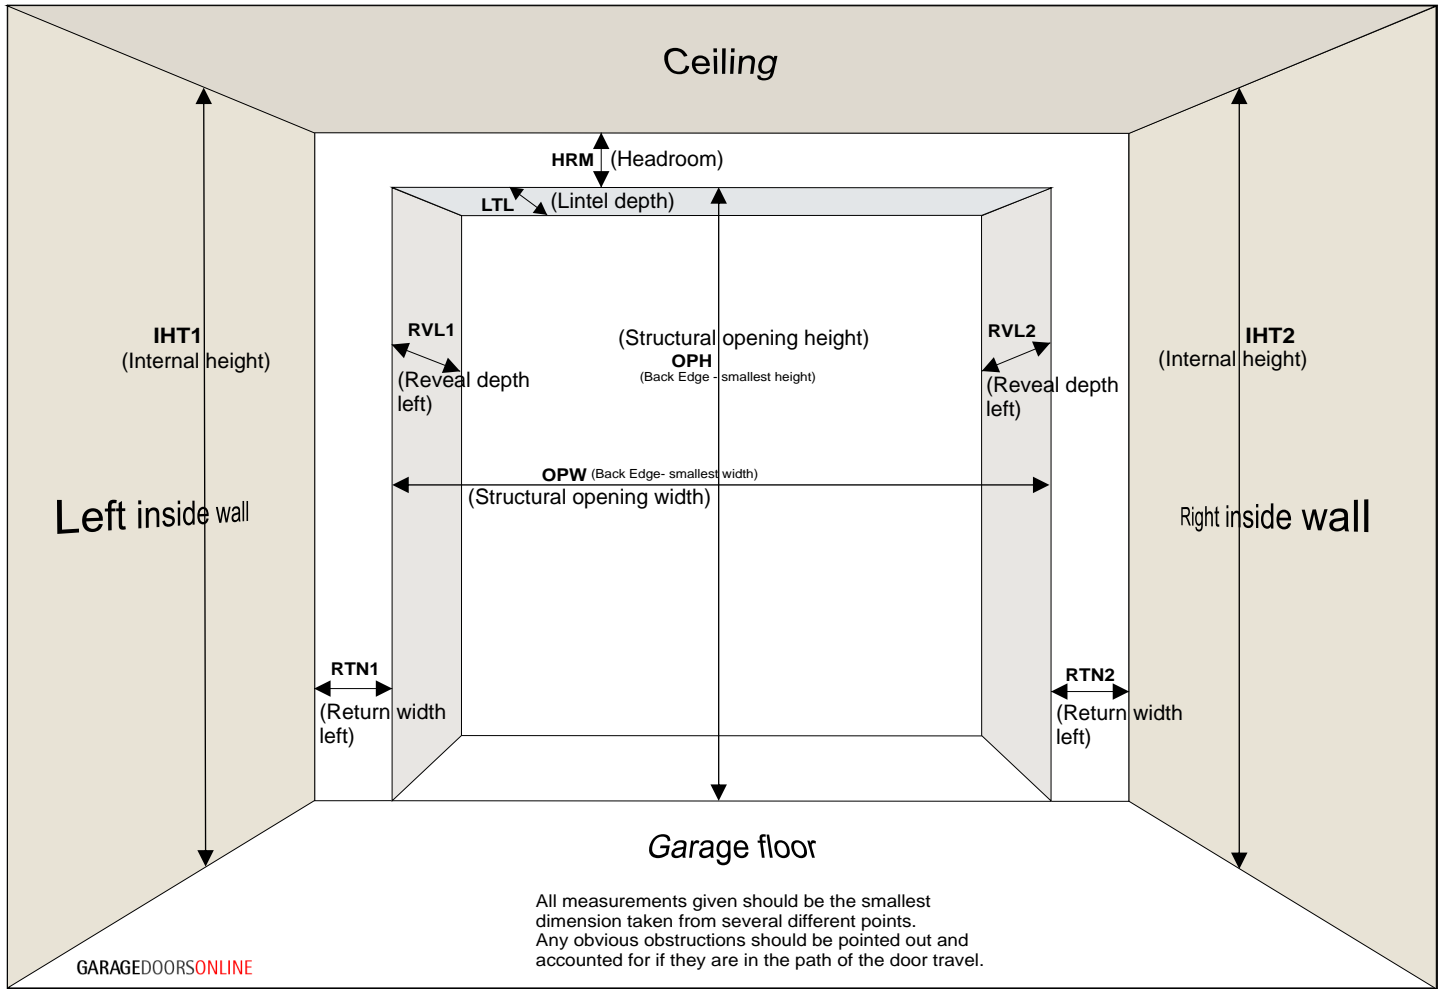 Ceiling
HRM (Headroom)
LTL (Lintel depth)
IHT1
(Internal height)
RVL1
(Reveal depth
left)
(Structural opening height)
OPH
(Back Edge - smallest height)
RVL2
(Reveal depth
left)
IHT2
(Internal height)
OPW (Back Edge- smallest width)
(Structural opening width)
Left inside wall
Right inside wall
RTN1
(Return width
left)
RTN2
(Return width
left)
Garage floor
All measurements given should be the smallest
dimension taken from several different points.
Any obvious obstructions should be pointed out and
accounted for if they are in the path of the door travel.
GARAGEDOORSONLINE